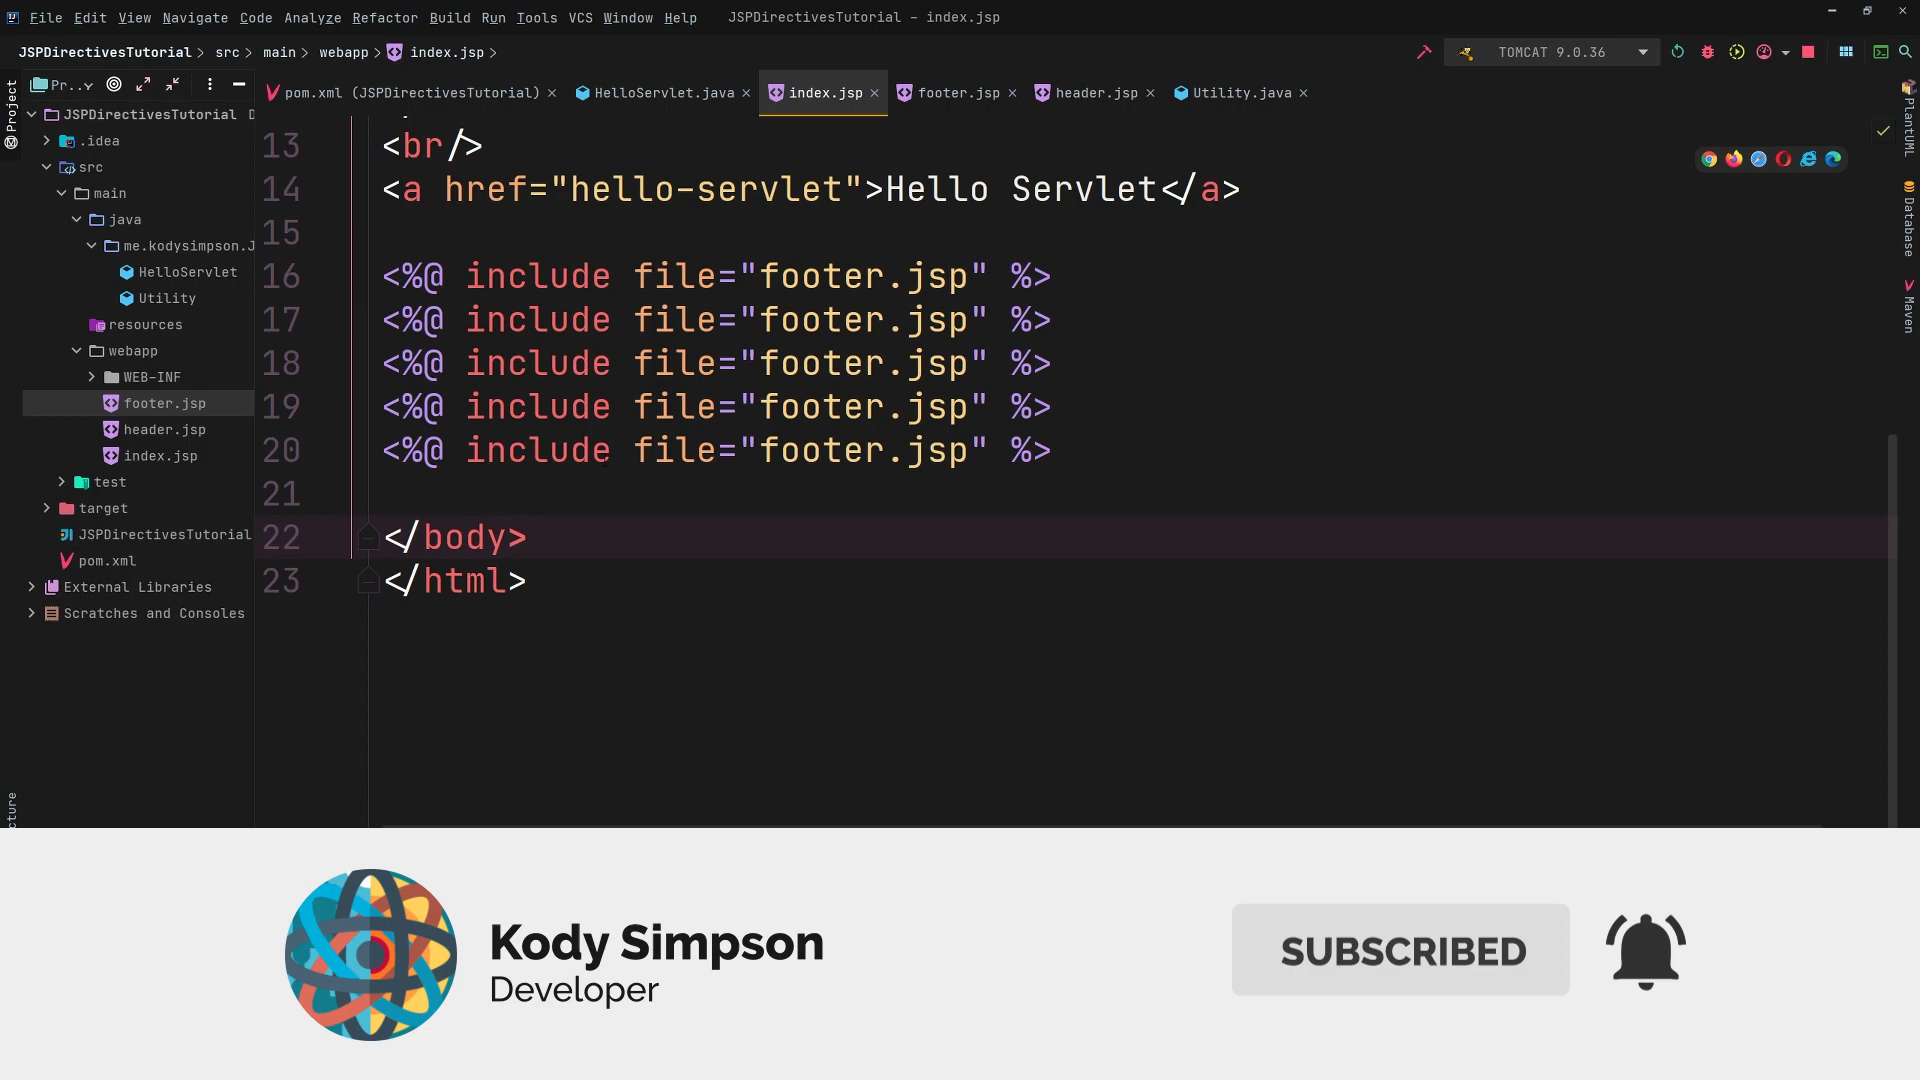 File Edit View Navigate Code Analyze Refactor Build Run Tools VCS Window Help JSPDirectivesTutorial - index.jsp
JSPDirectivesTutorial > src > main > webapp > index.jsp >
TOMCAT 9.0.36
Pr..
pom.xml (JSPDirectivesTutorial) HelloServlet.java index.jsp footer.jsp header.jsp Utility.java
Project
JSPDirectivesTutorial
.idea
src
main
java
me.kodysimpson.J
HelloServlet
Utility
resources
webapp
WEB-INF
footer.jsp
header.jsp
index.jsp
test
target
JSPDirectivesTutorial
pom.xml
External Libraries
Scratches and Consoles
cture
13 <br/>
14 <a href="hello-servlet">Hello Servlet</a>
15
16 <%@ include file="footer.jsp" %>
17 <%@ include file="footer.jsp" %>
18 <%@ include file="footer.jsp" %>
19 <%@ include file="footer.jsp" %>
20 <%@ include file="footer.jsp" %>
21
22 </body>
23 </html>
PlantUML
Database
Maven
Kody Simpson
Developer
SUBSCRIBED